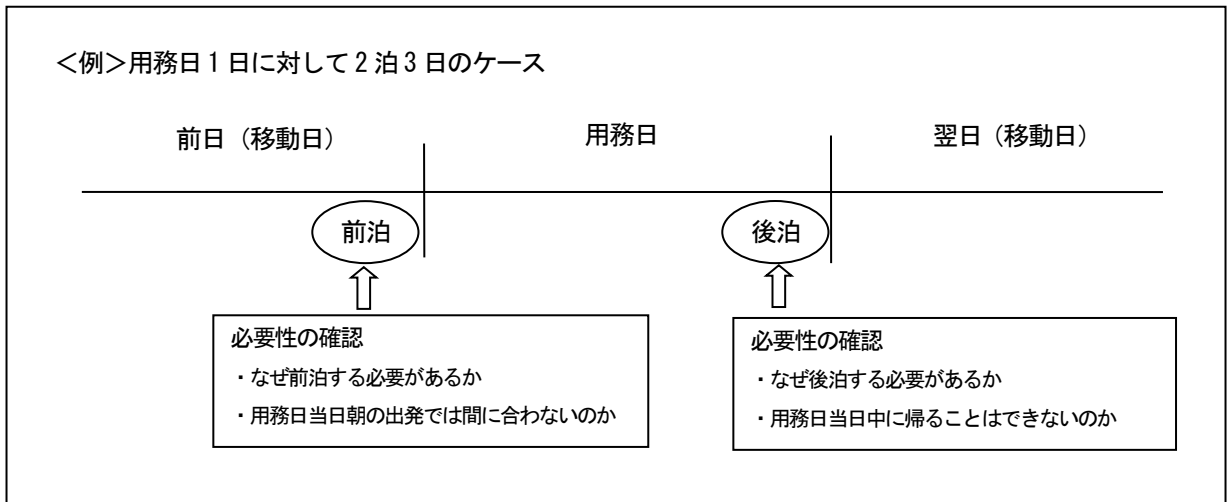 ＜例＞用務日１日に対して２泊３日のケース
前日（移動日）
用務日
翌日（移動日）
前泊
後泊
必要性の確認
・なぜ前泊する必要があるか
・用務日当日朝の出発では間に合わないのか
必要性の確認
・なぜ後泊する必要があるか
・用務日当日中に帰ることはできないのか